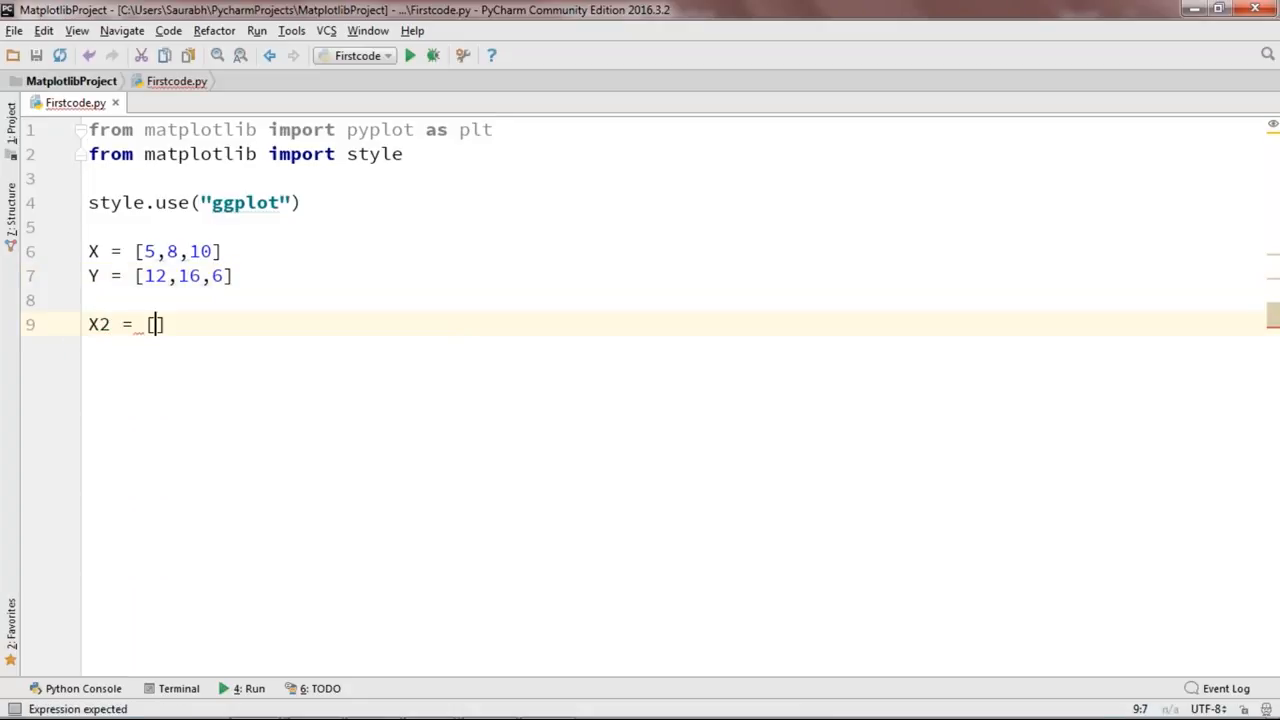 MatplotlibProject - [C:\Users\Saurabh\PycharmProjects\MatplotlibProject] - ...\Firstcode.py - PyCharm Community Edition 2016.3.2
File Edit View Navigate Code Refactor Run Tools VCS Window Help
Firstcode
MatplotlibProject Firstcode.py
Firstcode.py
1: Project
7: Structure
2: Favorites
1 from matplotlib import pyplot as plt
2 from matplotlib import style
3
4 style.use("ggplot")
5
6 X = [5,8,10]
7 Y = [12,16,6]
8
9 X2 = []
Python Console Terminal 4: Run 6: TODO Event Log
Expression expected 9:7 n/a UTF-8